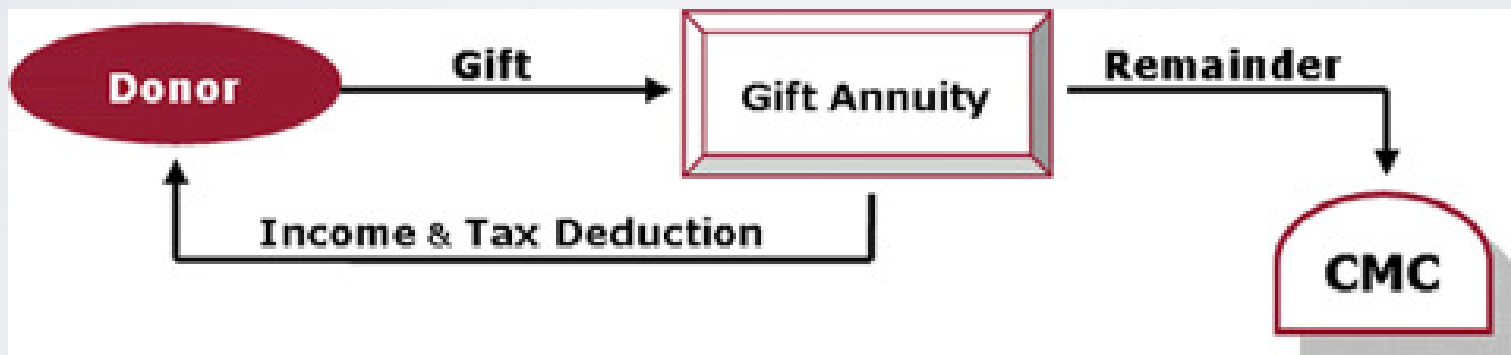 Donor
Gift
Gift Annuity
Remainder
Income & Tax Deduction
CMC